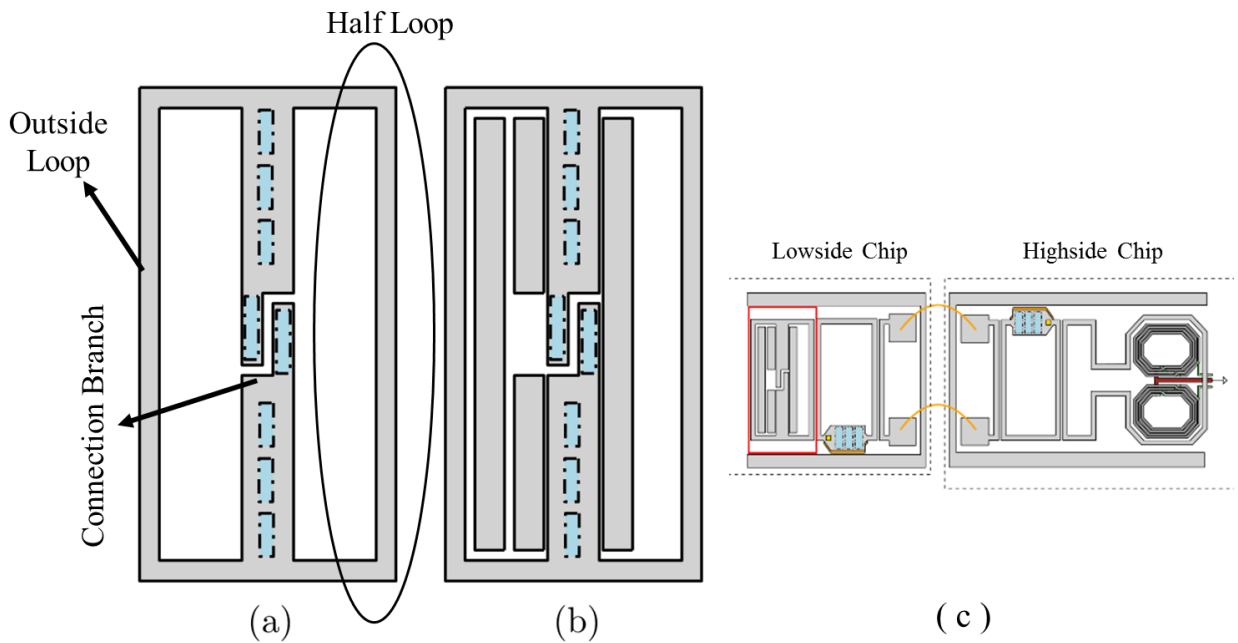 Half Loop
Outside
Loop
Connection Branch
Lowside Chip
Highside Chip
(a)
(b)
( c )